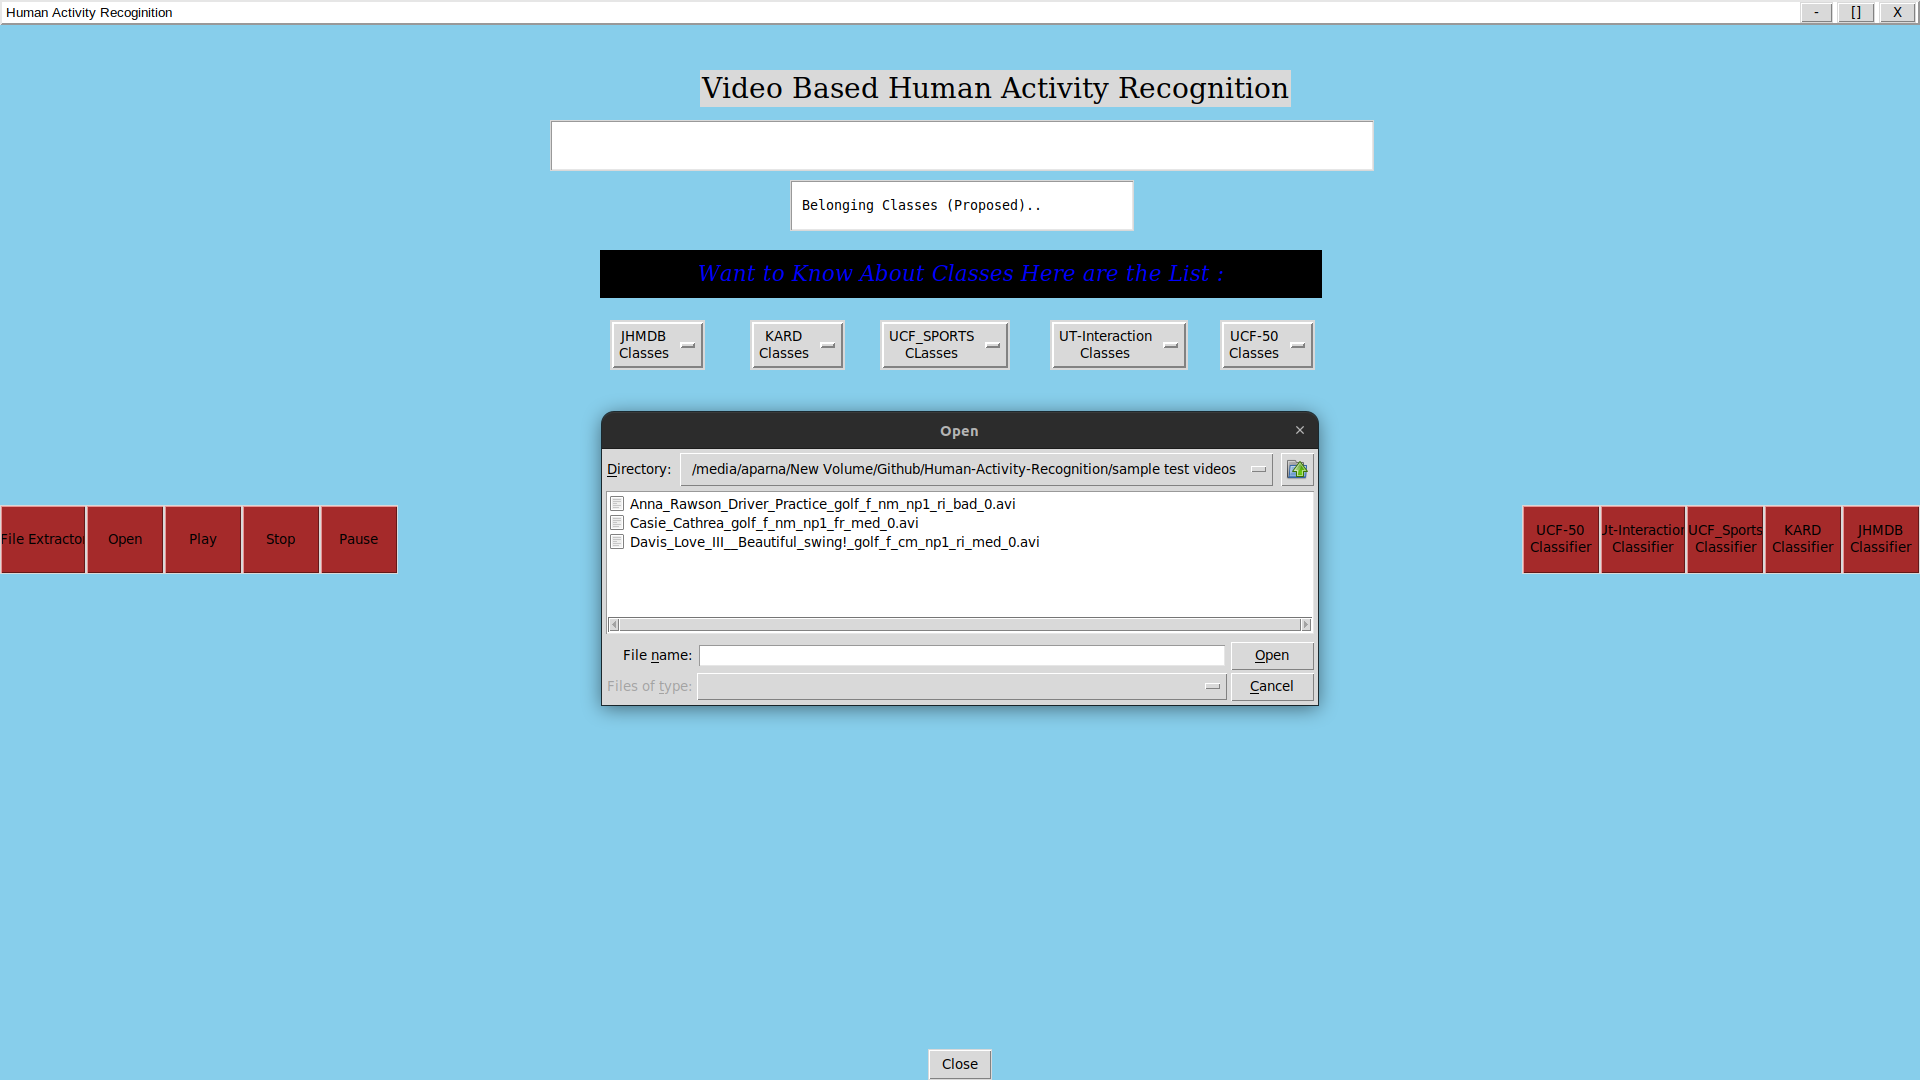 Human Activity Recoginition
- [] X
Video Based Human Activity Recognition
Belonging Classes (Proposed)..
Want to Know About Classes Here are the List :
JHMDB
Classes
KARD
Classes
UCF_SPORTS
CLasses
UT-Interaction
Classes
UCF-50
Classes
Open
Directory: /media/aparna/New Volume/Github/Human-Activity-Recognition/sample test videos
Anna_Rawson_Driver_Practice_golf_f_nm_np1_ri_bad_0.avi
Casie_Cathrea_golf_f_nm_np1_fr_med_0.avi
Davis_Love_III__Beautiful_swing!_golf_f_cm_np1_ri_med_0.avi
File name:
Open
Files of type:
Cancel
File Extractor
Open
Play
Stop
Pause
UCF-50
Classifier
Ut-Interaction
Classifier
UCF_Sports
Classifier
KARD
Classifier
JHMDB
Classifier
Close